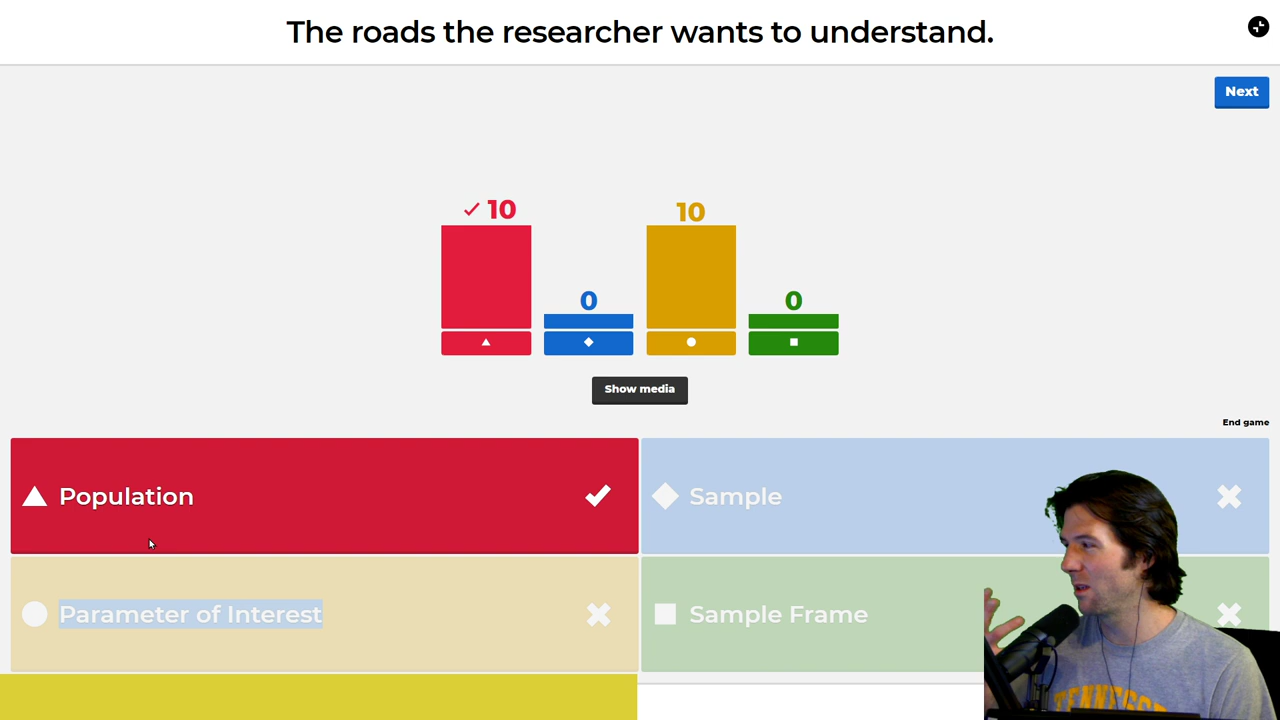 The roads the researcher wants to understand.
Next
10
0
10
0
Show media
End game
Population
Sample
Parameter of Interest
Sample Frame
TENNESSEE